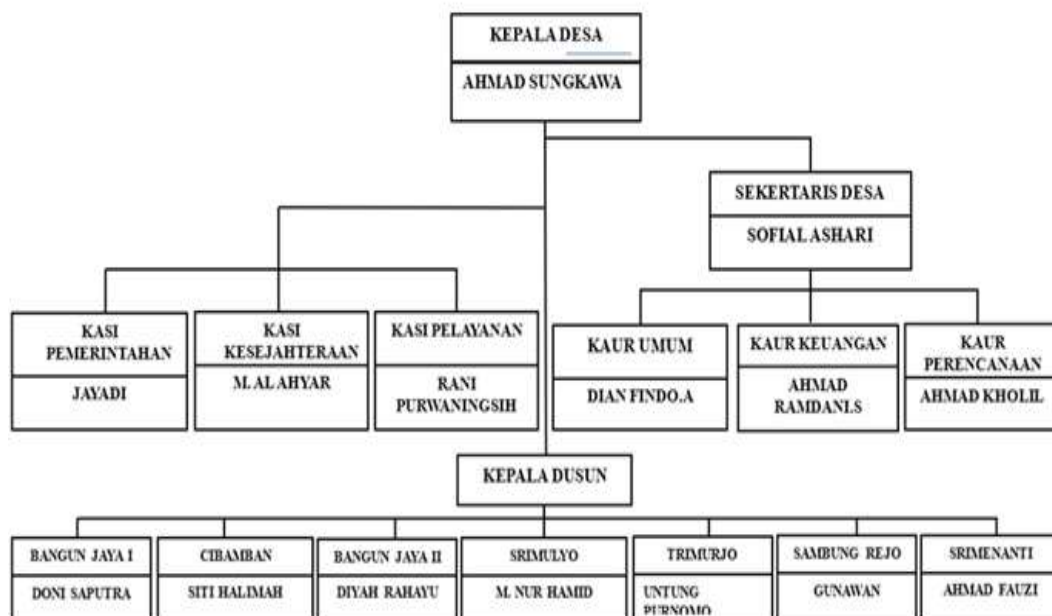 KEPALA DESA
AHMAD SUNGKAWA
SEKERTARIS DESA
SOFIAL ASHARI
KASI
PEMERINTAHAN
JAYADI
KASI
KESEJAHTERAAN
M. AL AHYAR
KASI PELAYANAN
RANI
PURWANINGSIH
KAUR UMUM
DIAN FINDO.A
KAUR KEUANGAN
AHMAD
RAMDANI.S
KAUR
PERENCANAAN
AHMAD KHOLIL
KEPALA DUSUN
BANGUN JAYA I
DONI SAPUTRA
CIBAMBAN
SITI HALIMAH
BANGUN JAYA II
DIYAH RAHAYU
SRIMULYO
M. NUR HAMID
TRIMURJO
UNTUNG
PURNOMO
SAMBUNG REJO
GUNAWAN
SRIMENANTI
AHMAD FAUZI